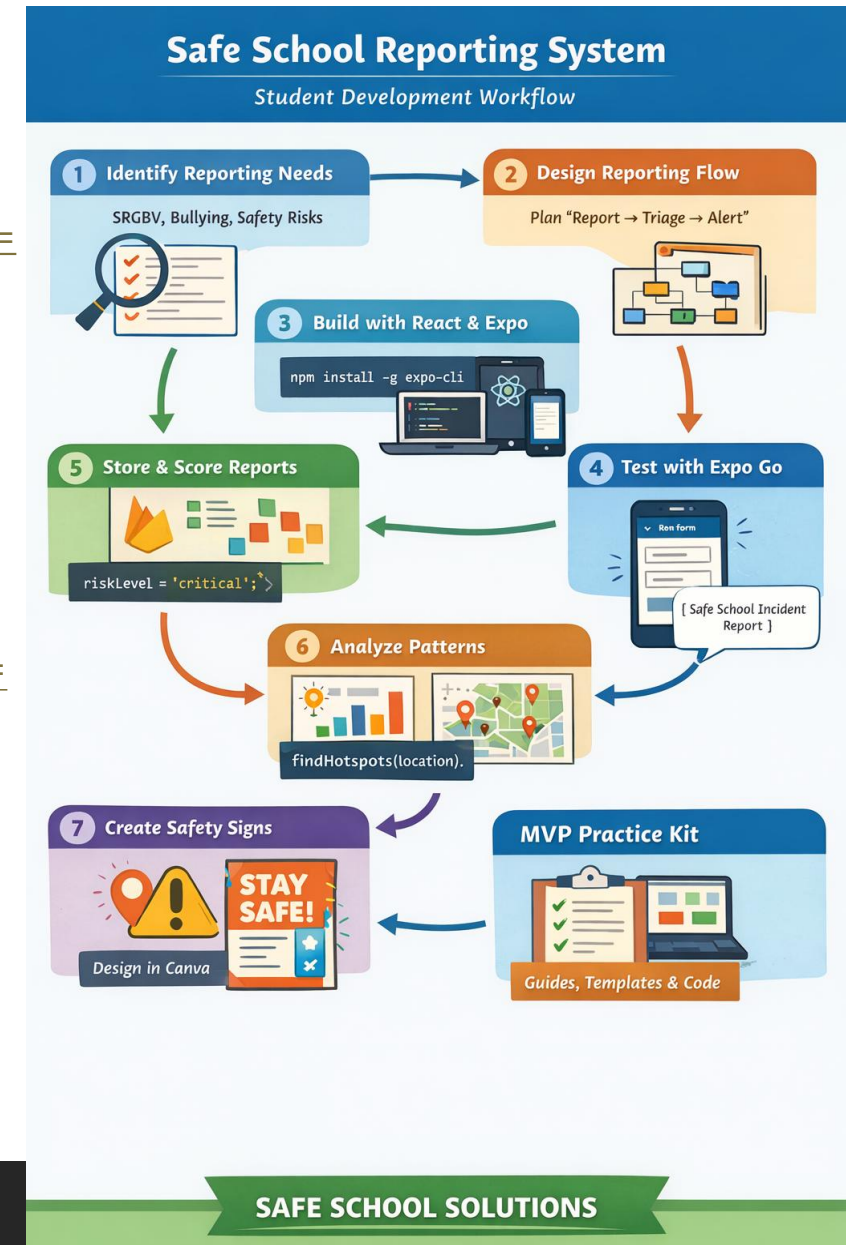 Safe School Reporting System
Student Development Workflow
1 Identify Reporting Needs
SRGBV, Bullying, Safety Risks
2 Design Reporting Flow
Plan “Report → Triage → Alert”
3 Build with React & Expo
npm install -g expo-cli
5 Store & Score Reports
riskLevel = 'critical';
4 Test with Expo Go
Ren form
[ Safe School Incident
Report ]
6 Analyze Patterns
findHotspots(location).
7 Create Safety Signs
STAY
SAFE!
Design in Canva
MVP Practice Kit
Guides, Templates & Code
SAFE SCHOOL SOLUTIONS